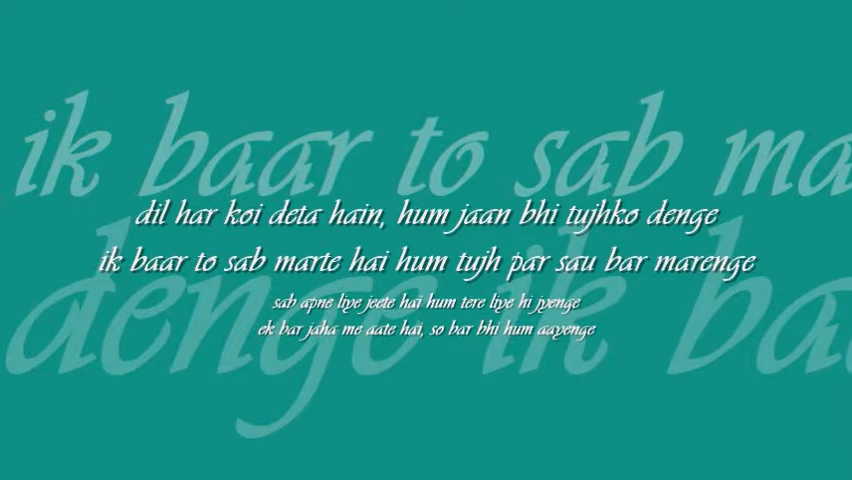 ik baar to sab ma
dil har koi deta hain, hum jaan bhi tujhko denge
ik baar to sab marte hai hum tujh par sau bar marenge
sab apne liye jeete hai hum tere liye hi jyenge
ek bar jaha me aate hai, so bar bhi hum aayenge
denge ik baa